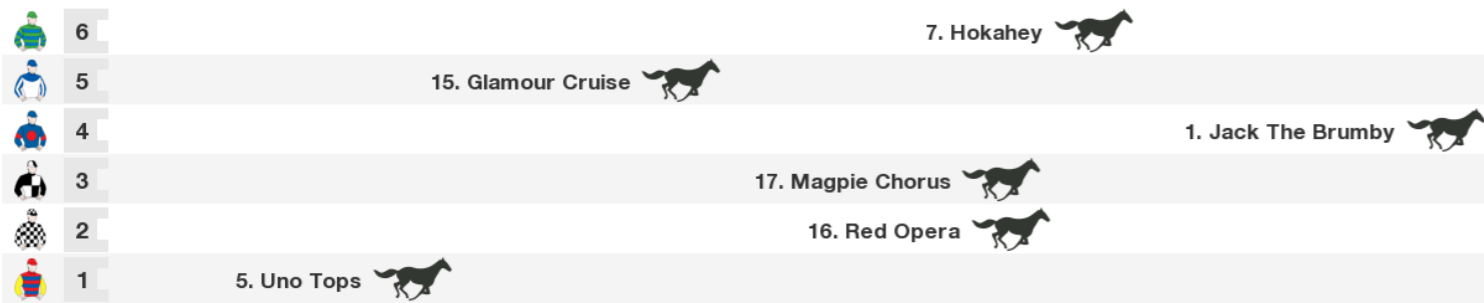 6 7. Hokahey
5 15. Glamour Cruise
4 1. Jack The Brumby
3 17. Magpie Chorus
2 16. Red Opera
1 5. Uno Tops